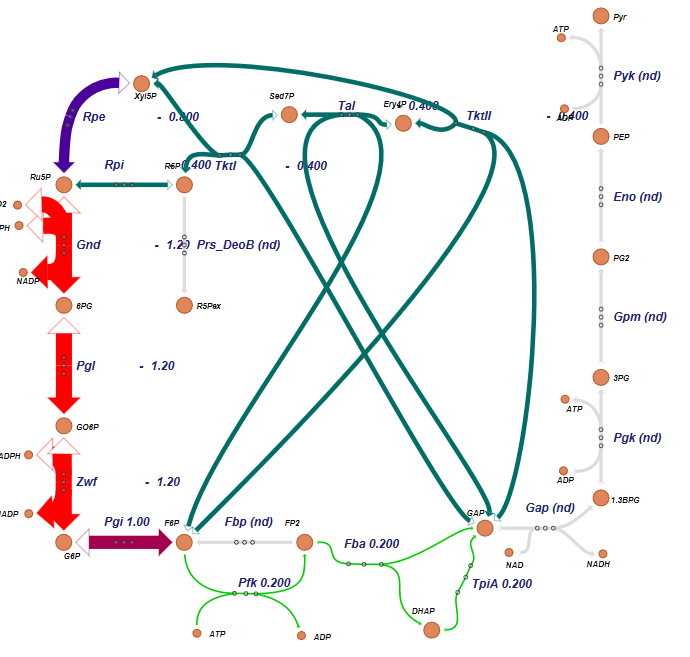 Pyr
ATP
Pyk (nd)
Xyl5P
Sed7P
Tal
Ery4P
- 0.400
TktII
- 0.400
ADP
Rpe
- 0.800
PEP
Rpi
R5P
- 0.400
TktI
- 0.400
Ru5P
Eno (nd)
O2
PH
Gnd
- 1.20
Prs_DeoB (nd)
PG2
NADP
6PG
R5Pex
Gpm (nd)
Pgl
- 1.20
3PG
ATP
GO6P
Pgk (nd)
ADPH
Zwf
- 1.20
ADP
1.3BPG
ADP
Pgi 1.00
F6P
Fbp (nd)
FP2
GAP
Gap (nd)
G6P
Fba 0.200
NAD
NADH
Pfk 0.200
TpiA 0.200
DHAP
ATP
ADP